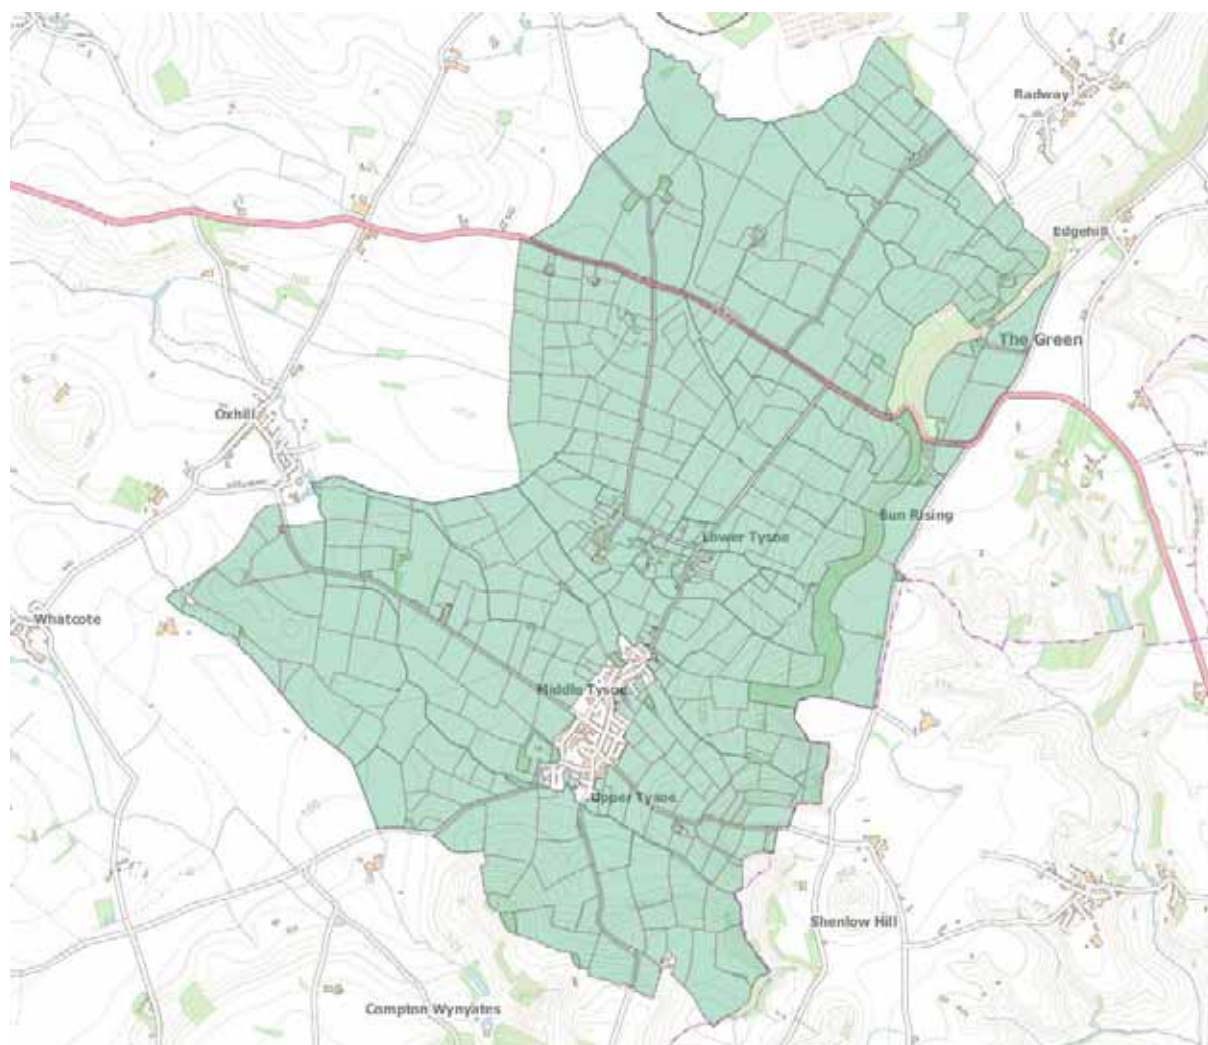 Radway
Edgehill
The Green
Oxhill
Sun Rising
Lower Tysoe
Whatcote
Middle Tysoe
Upper Tysoe
Shenlow Hill
Compton Wynyates